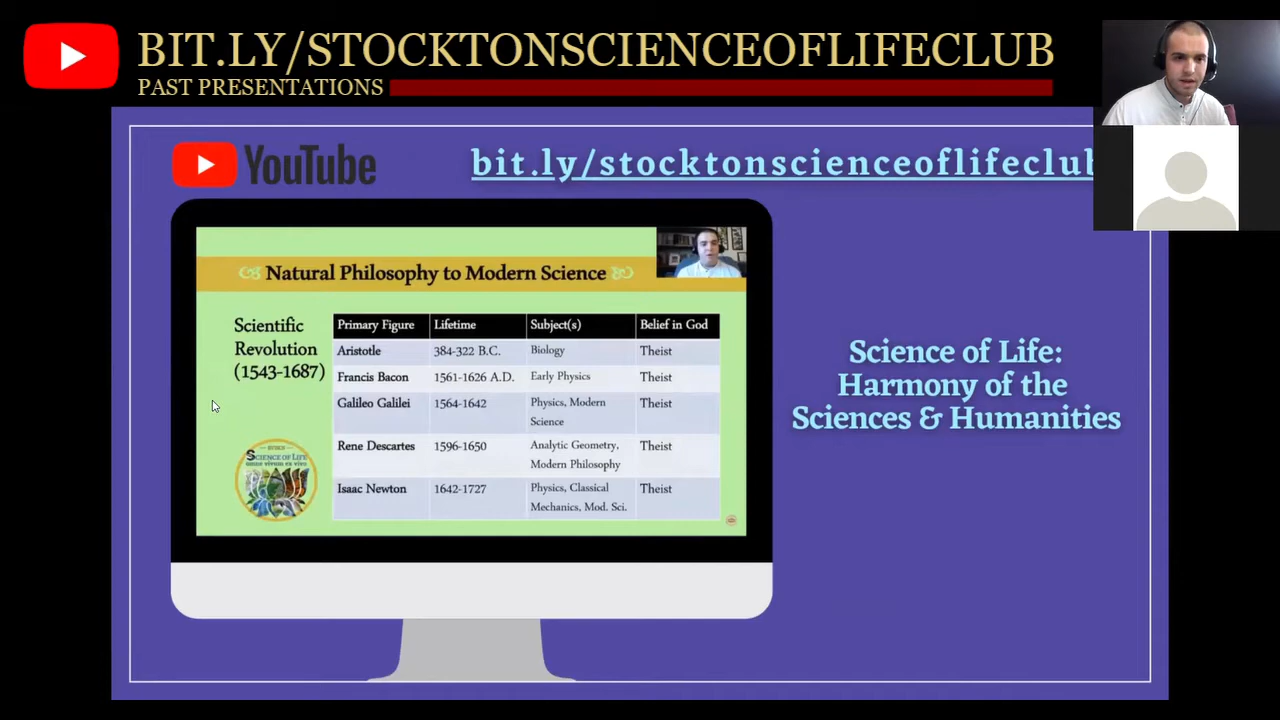 BIT.LY/STOCKTONSCIENCEOFLIFECLUB
PAST PRESENTATIONS
YouTube
bit.ly/stocktonscienceoflifeclub
Natural Philosophy to Modern Science
Scientific
Revolution
(1543-1687)
Primary Figure Lifetime Subject(s) Belief in God
Aristotle 384-322 B.C. Biology Theist
Francis Bacon 1561-1626 A.D. Early Physics Theist
Galileo Galilei 1564-1642 Physics, Modern Theist
Science
Rene Descartes 1596-1650 Analytic Geometry, Theist
Modern Philosophy
Isaac Newton 1642-1727 Physics, Classical Theist
Mechanics, Mod. Sci.
SCIENCE OF LIFE
Science of Life:
Harmony of the
Sciences & Humanities